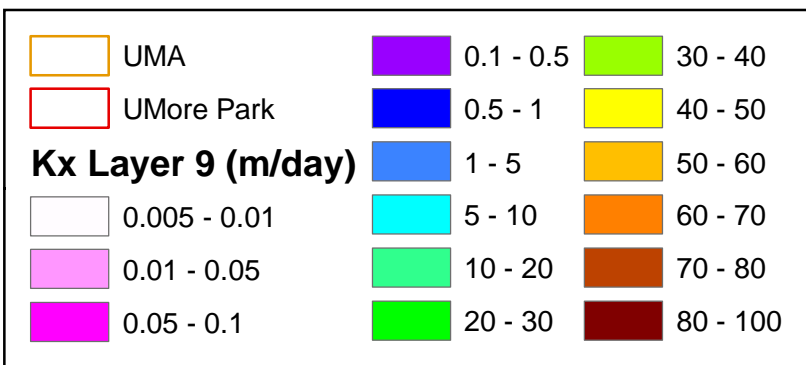 UMA
UMore Park
Kx Layer 9 (m/day)
0.005 - 0.01
0.01 - 0.05
0.05 - 0.1
0.1 - 0.5
0.5 - 1
1 - 5
5 - 10
10 - 20
20 - 30
30 - 40
40 - 50
50 - 60
60 - 70
70 - 80
80 - 100